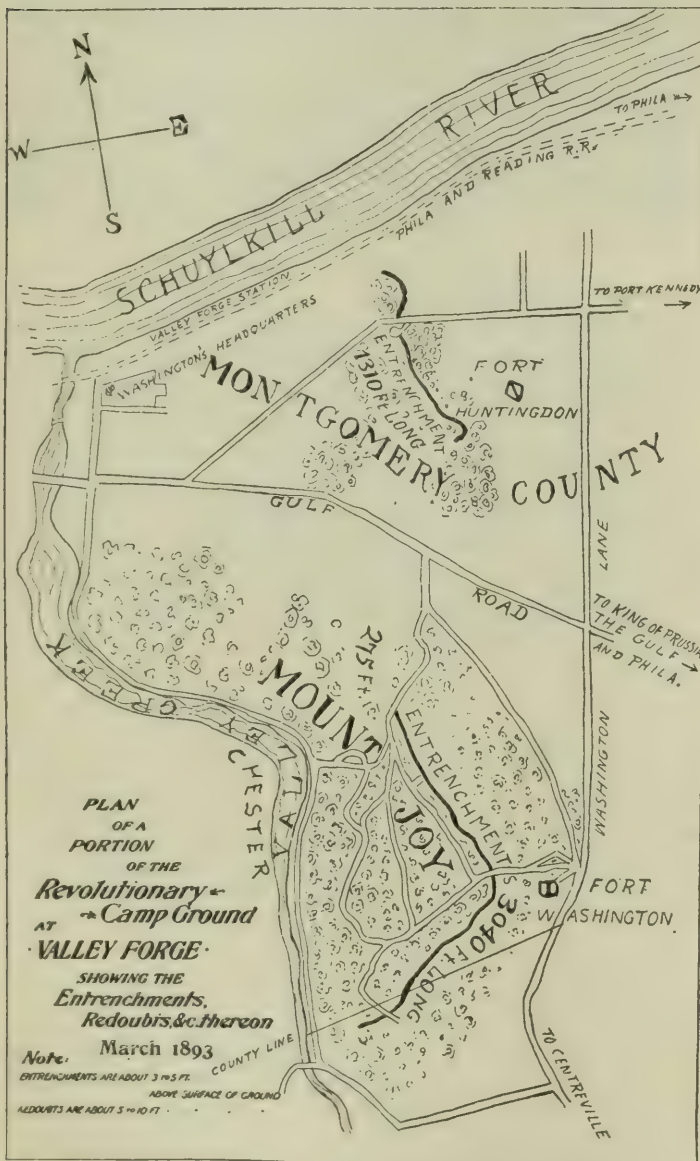 N
W
E
S
SCHUYLKILL RIVER
TO PHILA
PHILA AND READING R.R.
VALLEY FORGE STATION
WASHINGTON'S HEADQUARTERS
TO PORT KENNEDY
MONTGOMERY COUNTY
ENTRENCHMENT
1310 Ft LONG
FORT
HUNTINGDON
GULF ROAD
WASHINGTON LANE
TO KING OF PRUSSIA
THE GULF
AND PHILA.
275 Ft.
MOUNT JOY
ENTRENCHMENTS 3040 Ft LONG
VALLEY CREEK
CHESTER
FORT
WASHINGTON
TO CENTREVILLE
COUNTY LINE
PLAN
OF A
PORTION
OF THE
Revolutionary
Camp Ground
AT
· VALLEY FORGE ·
SHOWING THE
Entrenchments,
Redoubts, &c. thereon
March 1893
Note:
ENTRENCHMENTS ARE ABOUT 3 TO 5 FT.
ABOVE SURFACE OF GROUND
REDOUBTS ARE ABOUT 5 TO 10 FT